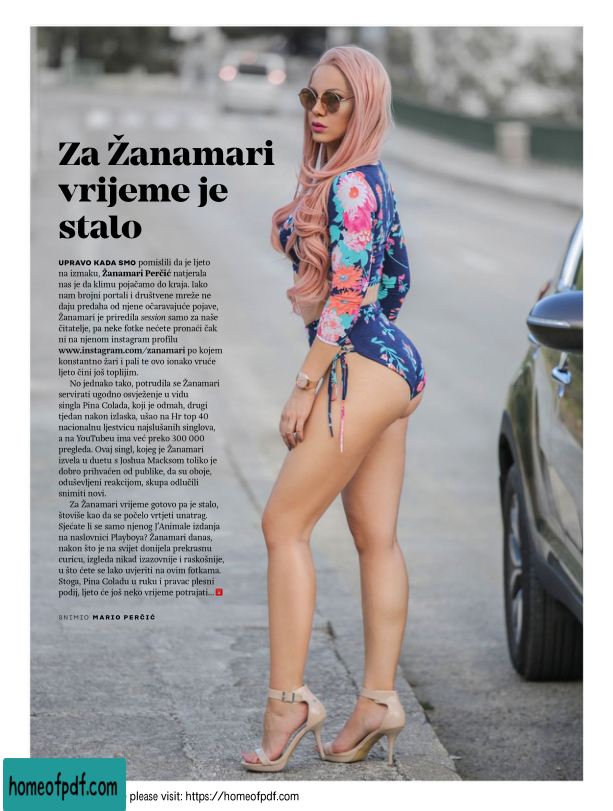 Za Žanamari
vrijeme je
stalo
UPRAVO KADA SMO pomislili da je ljeto
na izmaku, Žanamari Perčić natjerala
nas je da klimu pojačamo do kraja. Iako
nam brojni portali i društvene mreže ne
daju predaha od njene očaravajuće pojave,
Žanamari je priredila session samo za naše
čitatelje, pa neke fotke nećete pronaći čak
ni na njenom instagram profilu
www.instagram.com/zanamari po kojem
konstantno žari i pali te ovo ionako vruće
ljeto čini još toplijim.
No jednako tako, potrudila se Žanamari
servirati ugodno osvježenje u vidu
singla Pina Colada, koji je odmah, drugi
tjedan nakon izlaska, ušao na Hr top 40
nacionalnu ljestvicu najslušanih singlova,
a na YouTubeu ima već preko 300 000
pregleda. Ovaj singl, kojeg je Žanamari
izvela u duetu s Joshua Macksom toliko je
dobro prihvaćen od publike, da su oboje,
oduševljeni reakcijom, skupa odlučili
snimiti novi.
Za Žanamari vrijeme gotovo pa je stalo,
štoviše kao da se počelo vrtjeti unatrag.
Sjećate li se samo njenog J'Animale izdanja
na naslovnici Playboya? Žanamari danas,
nakon što je na svijet donijela prekrasnu
curicu, izgleda nikad izazovnije i raskošnije,
u što ćete se lako uvjeriti na ovim fotkama.
Stoga, Pina Coladu u ruku i pravac plesni
podij, ljeto će još neko vrijeme potrajati...
SNIMIO MARIO PERČIĆ
homeofpdf.com
please visit: https://homeofpdf.com